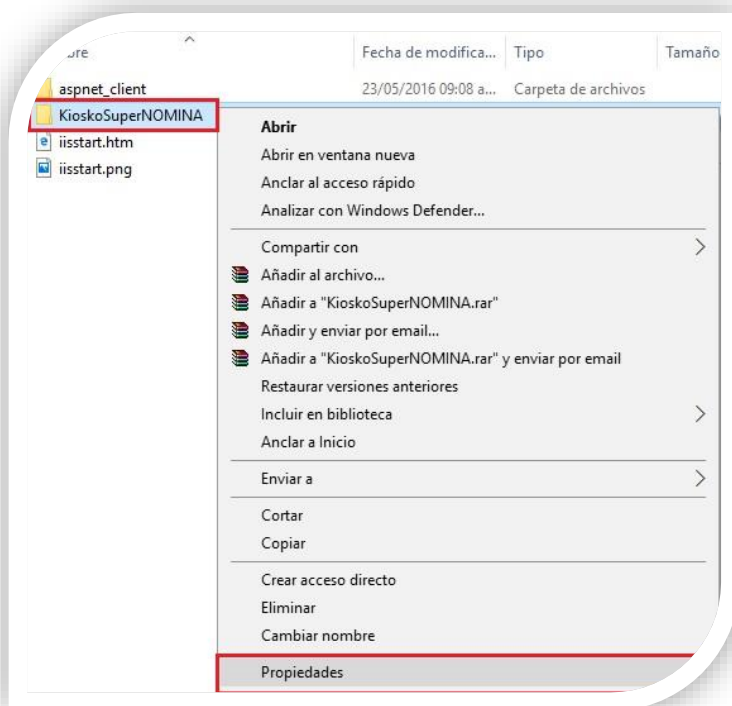 Fecha de modifica... Tipo Tamaño
aspnet_client 23/05/2016 09:08 a... Carpeta de archivos
KioskoSuperNOMINA
iisstart.htm
iisstart.png
Abrir
Abrir en ventana nueva
Anclar al acceso rápido
Analizar con Windows Defender...
Compartir con
Añadir al archivo...
Añadir a "KioskoSuperNOMINA.rar"
Añadir y enviar por email...
Añadir a "KioskoSuperNOMINA.rar" y enviar por email
Restaurar versiones anteriores
Incluir en biblioteca
Anclar a Inicio
Enviar a
Cortar
Copiar
Crear acceso directo
Eliminar
Cambiar nombre
Propiedades